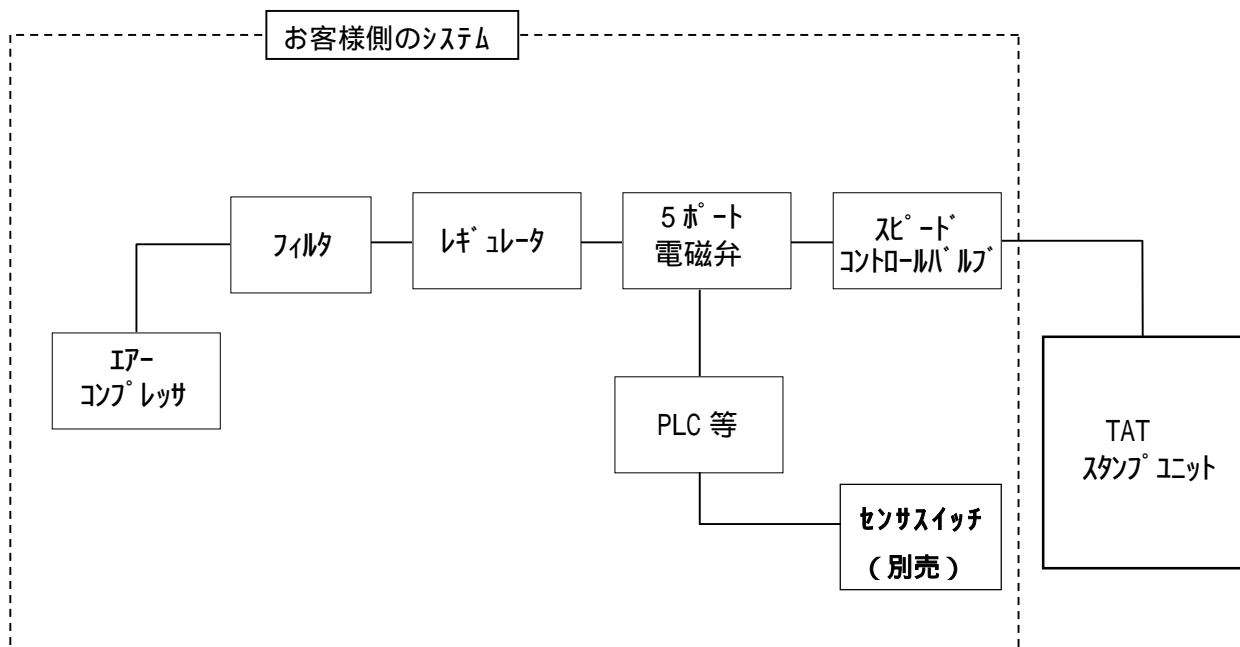 お客様側のｼｽﾃﾑ
ﾌｨﾙﾀ
ﾚｷﾞｭﾚｰﾀ
5ﾎﾟｰﾄ
電磁弁
ｽﾋﾟｰﾄﾞ
ｺﾝﾄﾛｰﾙﾊﾞﾙﾌﾞ
ｴｱｰ
ｺﾝﾌﾟﾚｯｻ
PLC 等
TAT
ｽﾀﾝﾌﾟﾕﾆｯﾄ
ｾﾝｻｽｲｯﾁ
（別売）